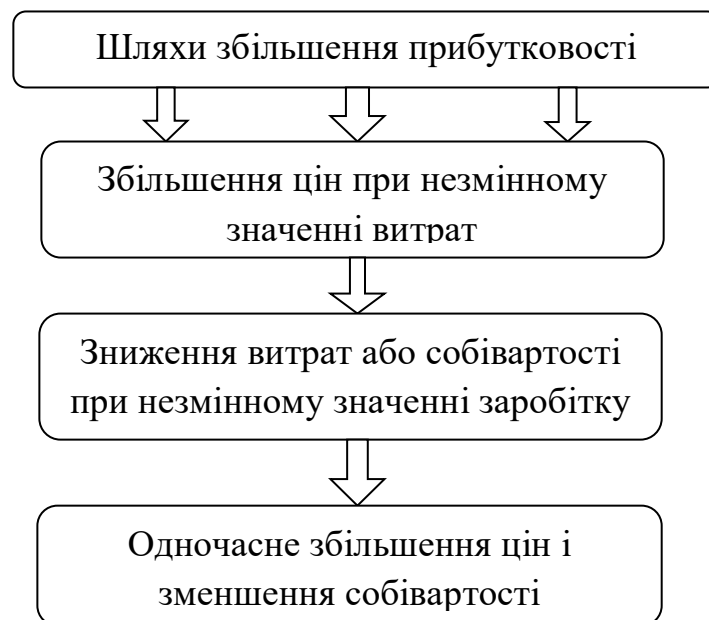 Шляхи збільшення прибутковості
Збільшення цін при незмінному
значенні витрат
Зниження витрат або собівартості
при незмінному значенні заробітку
Одночасне збільшення цін і
зменшення собівартості